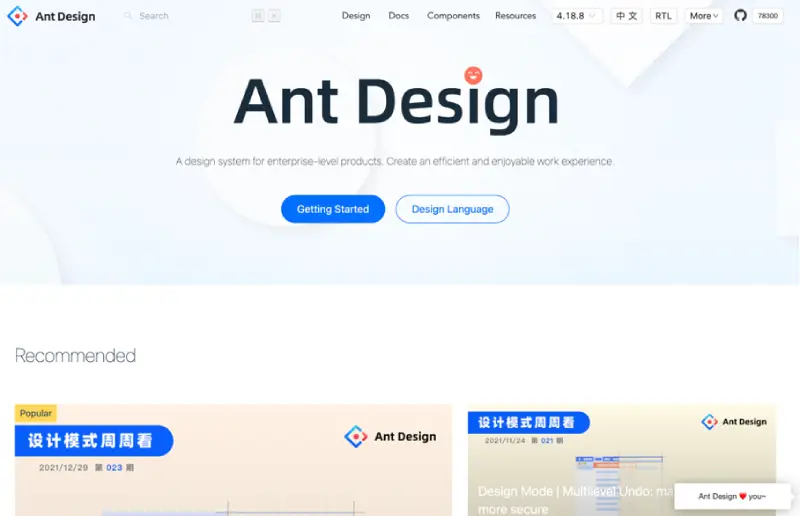 Ant Design
Search
Design Docs Components Resources 4.18.8 中 文 RTL More 78300
Ant Design
A design system for enterprise-level products. Create an efficient and enjoyable work experience.
Getting Started Design Language
Recommended
Popular
设计模式周周看
Ant Design
2021/12/29 第 023 期
设计模式周周看
Ant Design
2021/11/24 第 021 期
Design Mode | Multilevel Undo:
more secure
Ant Design ❤ you~